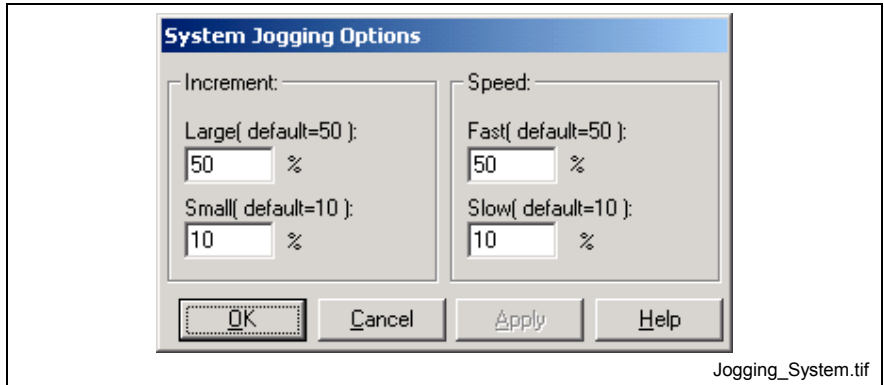 System Jogging Options
Increment:
Large( default=50 ):
50 %
Small( default=10 ):
10 %
Speed:
Fast( default=50 ):
50 %
Slow( default=10 ):
10 %
OK Cancel Apply Help
Jogging_System.tif